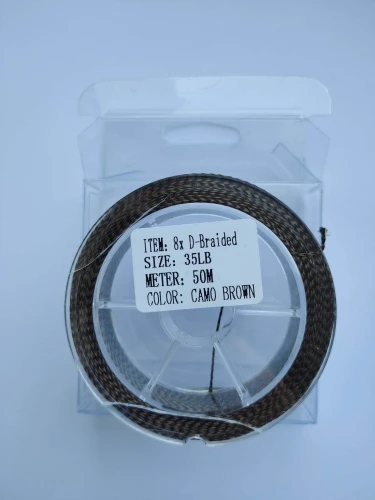 ITEM: 8x D-Braided
SIZE: 35LB
METER: 50M
COLOR: CAMO BROWN